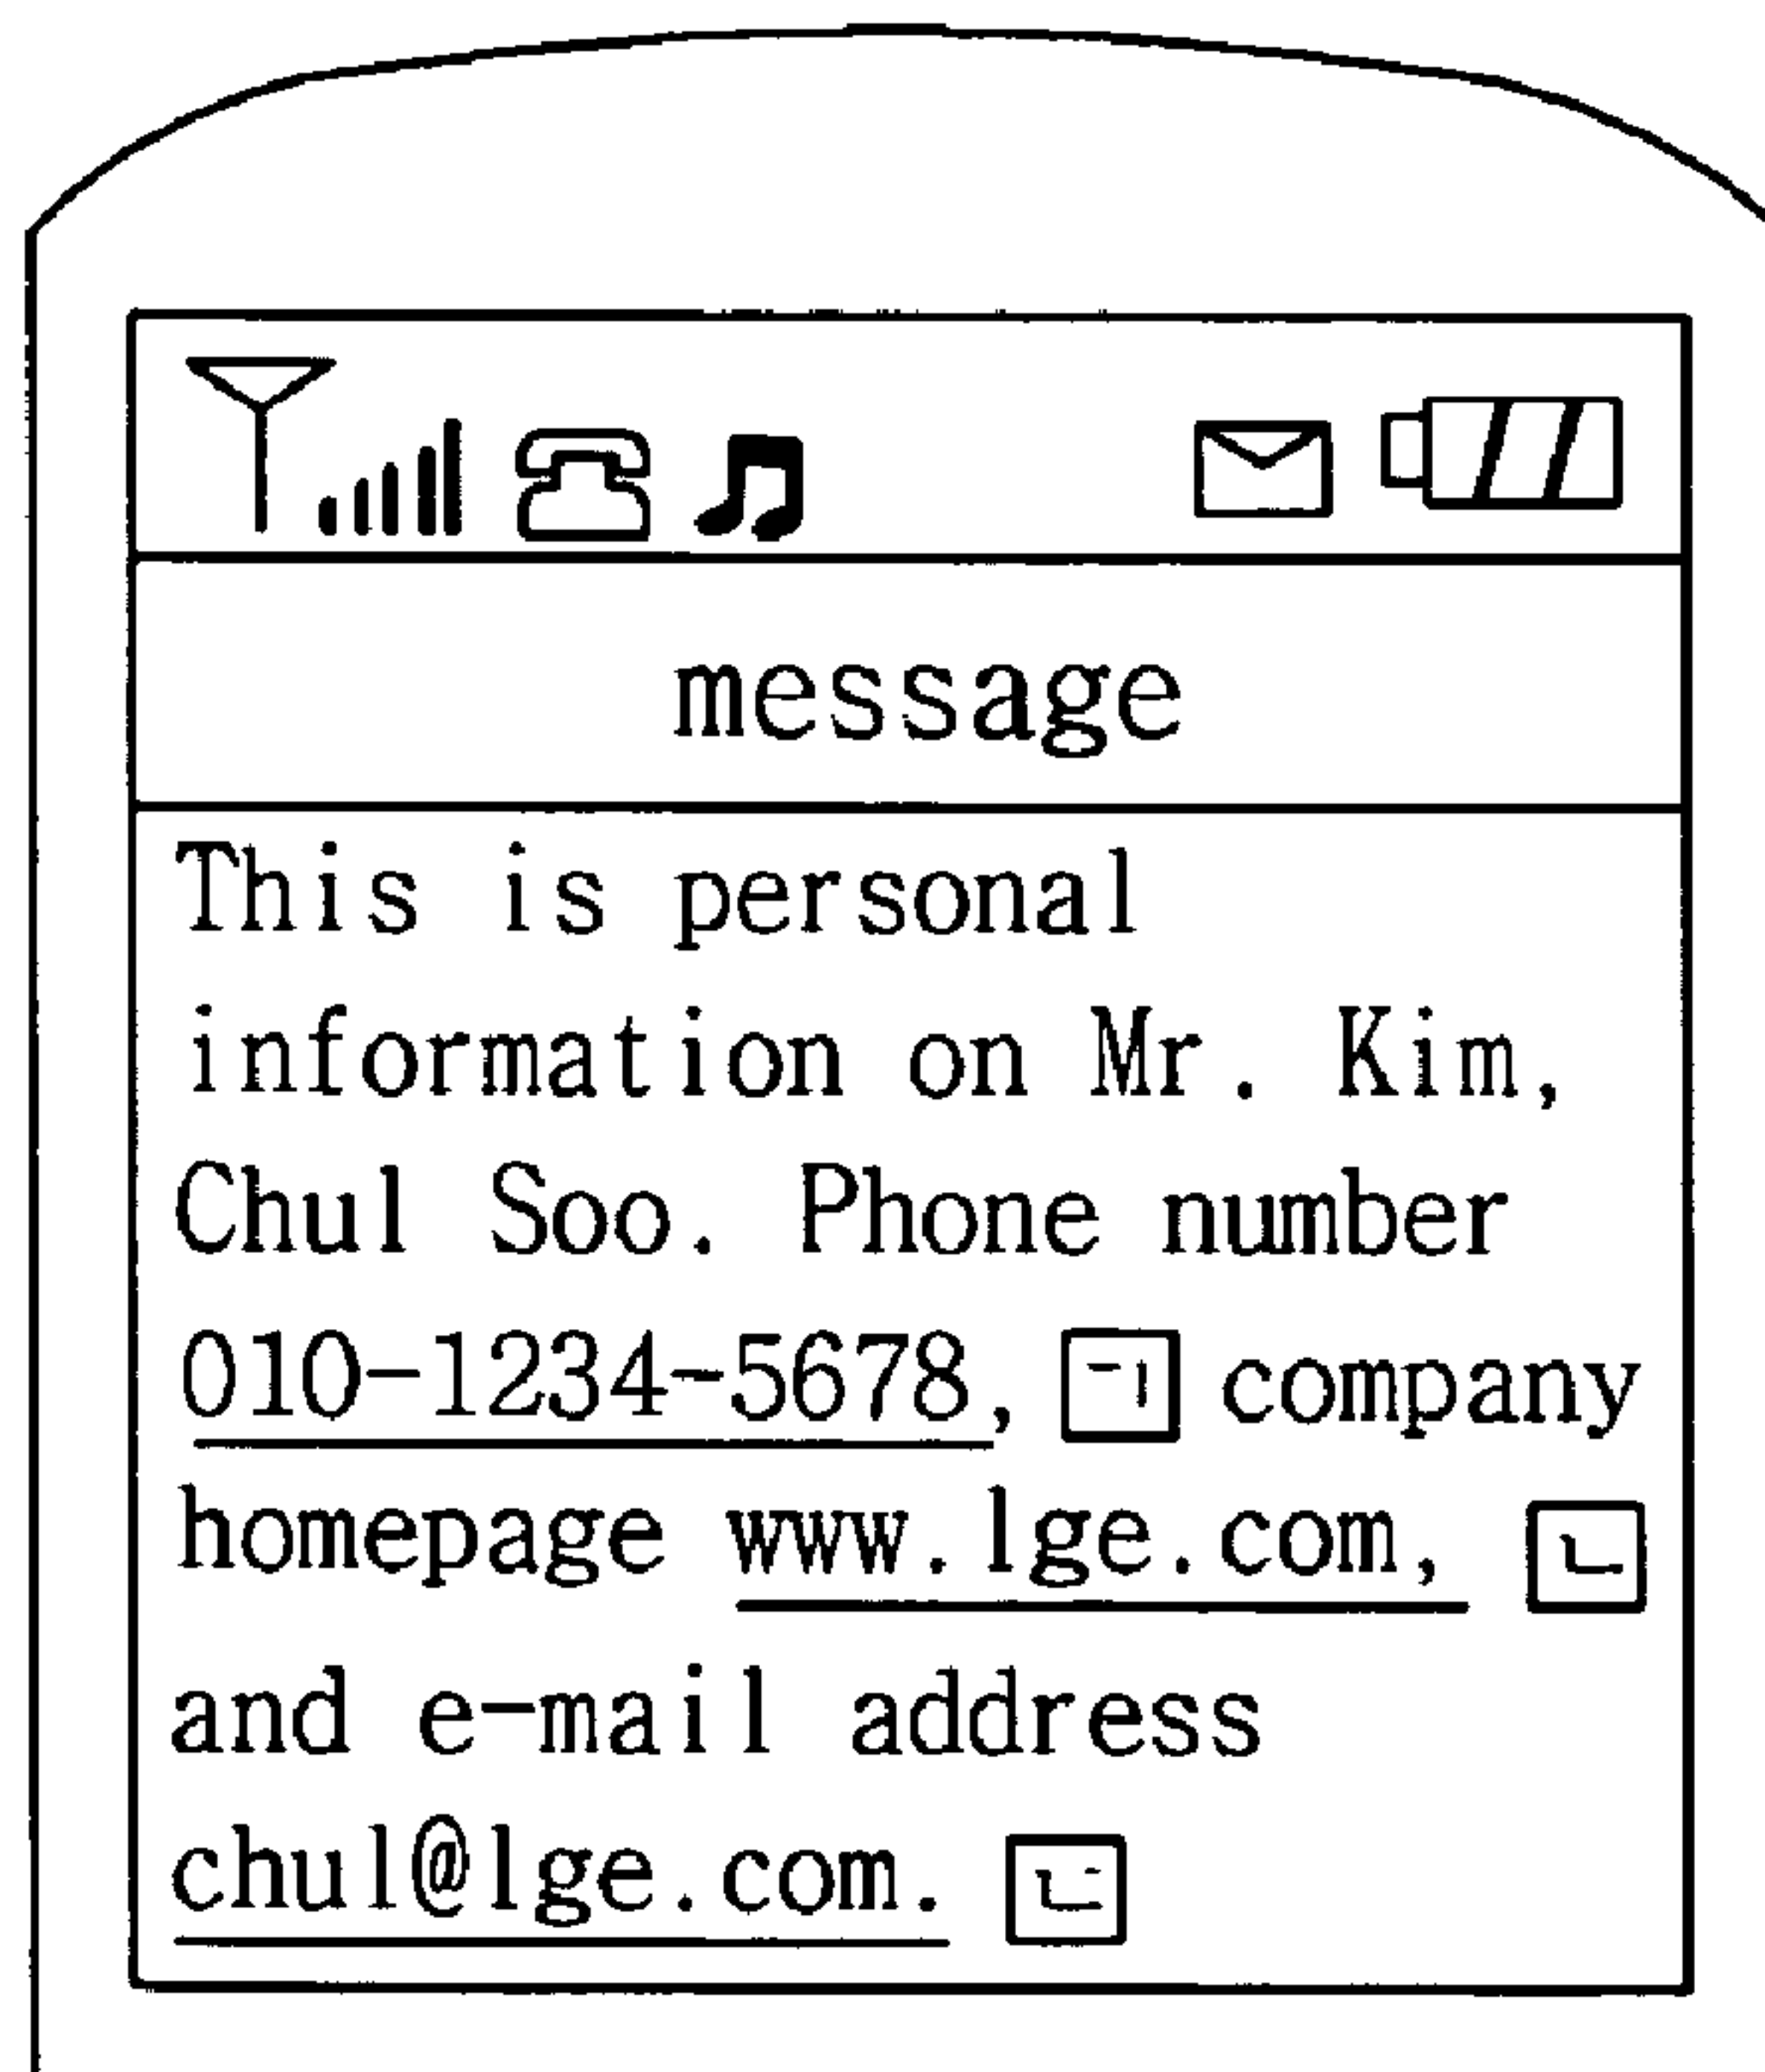 message
This is personal
information on Mr. Kim,
Chul Soo. Phone number
010-1234-5678, ㄱ company
homepage www.lge.com, ㄴ
and e-mail address
chul@lge.com. ㄷ